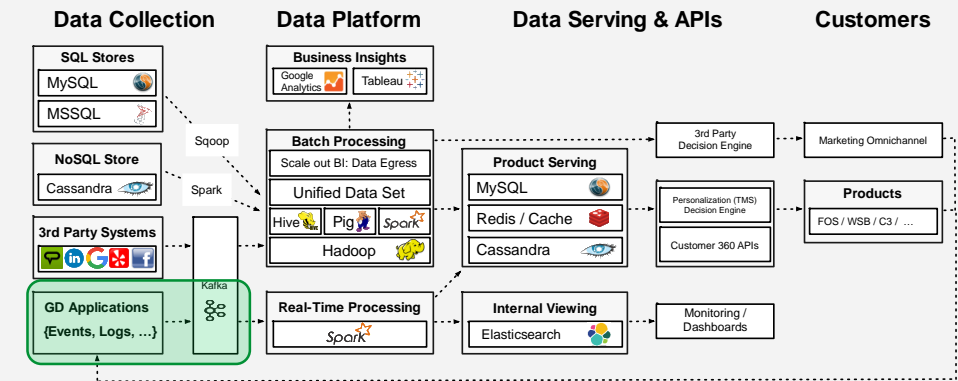 Data Collection
Data Platform
Data Serving & APIs
Customers
SQL Stores
MySQL
MSSQL
NoSQL Store
Cassandra
3rd Party Systems
in
G
f
GD Applications
{Events, Logs, …}
Sqoop
Spark
Kafka
Business Insights
Google
Analytics
Tableau
Batch Processing
Scale out BI: Data Egress
Unified Data Set
Hive
Pig
Spark
Hadoop
Real-Time Processing
Spark
Product Serving
MySQL
Redis / Cache
Cassandra
Internal Viewing
Elasticsearch
3rd Party
Decision Engine
Personalization (TMS)
Decision Engine
Customer 360 APIs
Monitoring /
Dashboards
Marketing Omnichannel
Products
FOS / WSB / C3 / …